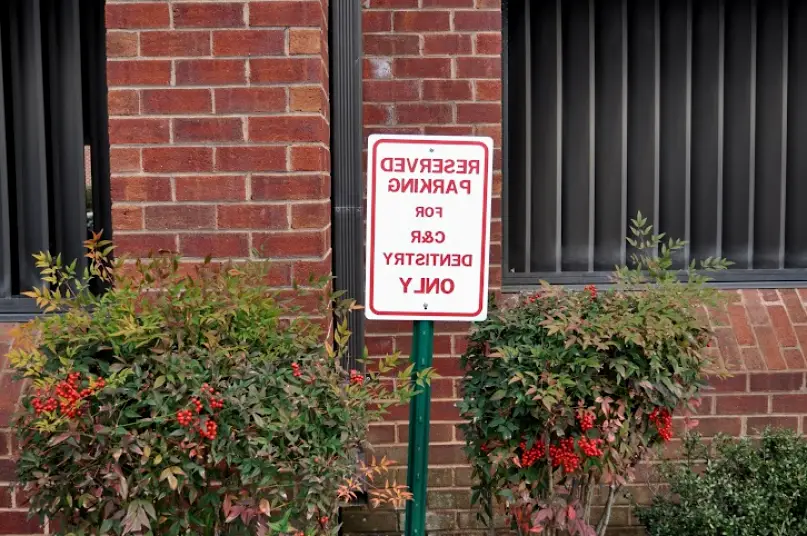 RESERVED
PARKING
FOR
C&R
DENTISTRY
ONLY